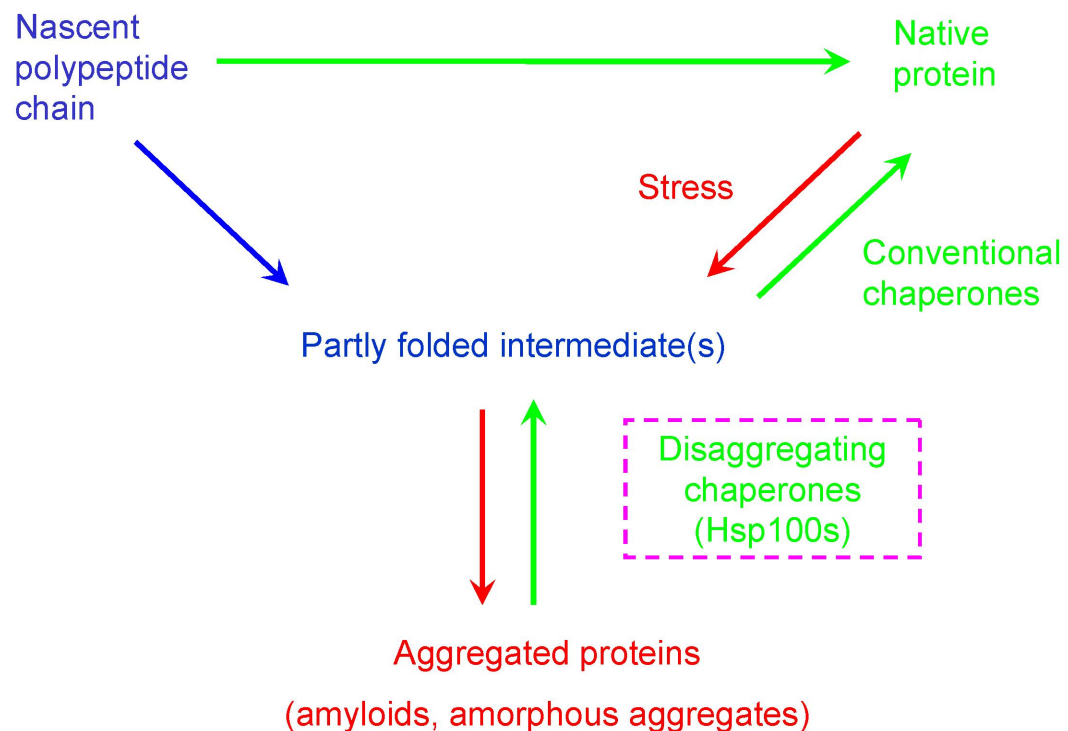 Nascent
polypeptide
chain
Native
protein
Stress
Conventional
chaperones
Partly folded intermediate(s)
Disaggregating
chaperones
(Hsp100s)
Aggregated proteins
(amyloids, amorphous aggregates)